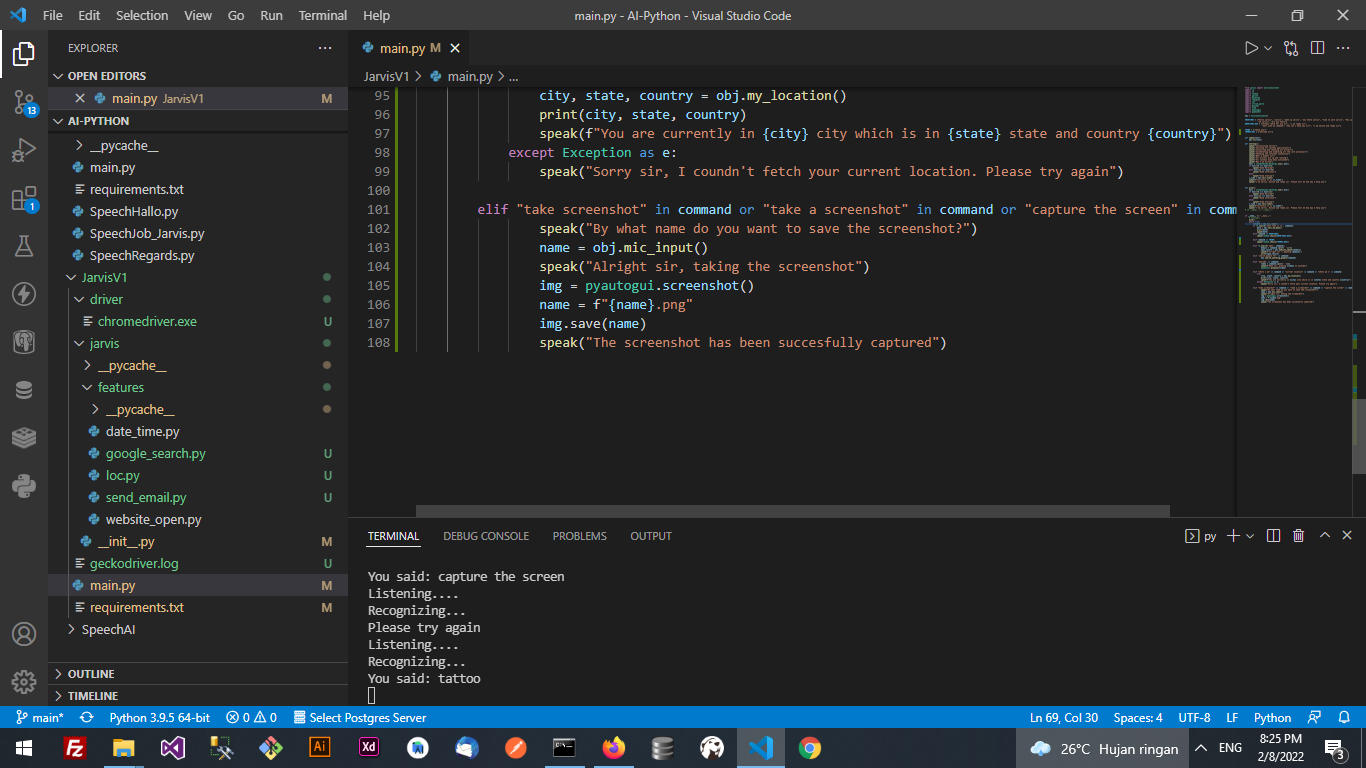 File Edit Selection View Go Run Terminal Help
main.py - AI-Python - Visual Studio Code
EXPLORER
OPEN EDITORS
main.py JarvisV1 M
AI-PYTHON
__pycache__
main.py
requirements.txt
SpeechHallo.py
SpeechJob_Jarvis.py
SpeechRegards.py
JarvisV1
driver
chromedriver.exe U
jarvis
__pycache__
features
__pycache__
date_time.py
google_search.py U
loc.py U
send_email.py U
website_open.py
__init__.py M
geckodriver.log U
main.py M
requirements.txt M
SpeechAI
OUTLINE
TIMELINE
13
1
main.py M
JarvisV1 > main.py > ...
95 city, state, country = obj.my_location()
96 print(city, state, country)
97 speak(f"You are currently in {city} city which is in {state} state and country {country}")
98 except Exception as e:
99 speak("Sorry sir, I coundn't fetch your current location. Please try again")
100
101 elif "take screenshot" in command or "take a screenshot" in command or "capture the screen" in comm
102 speak("By what name do you want to save the screenshot?")
103 name = obj.mic_input()
104 speak("Alright sir, taking the screenshot")
105 img = pyautogui.screenshot()
106 name = f"{name}.png"
107 img.save(name)
108 speak("The screenshot has been succesfully captured")
TERMINAL DEBUG CONSOLE PROBLEMS OUTPUT
py
You said: capture the screen
Listening....
Recognizing...
Please try again
Listening....
Recognizing...
You said: tattoo
main* Python 3.9.5 64-bit 0 0 Select Postgres Server
Ln 69, Col 30 Spaces: 4 UTF-8 LF Python
Fz Ai Xd
26°C Hujan ringan ENG
8:25 PM
2/8/2022
3